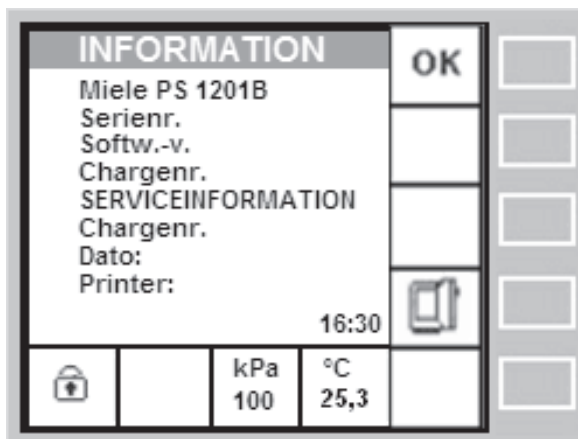 INFORMATION
OK
Miele PS 1201B
Serienr.
Softw.-v.
Chargenr.
SERVICEINFORMATION
Chargenr.
Dato:
Printer:
16:30
kPa
100
°C
25,3